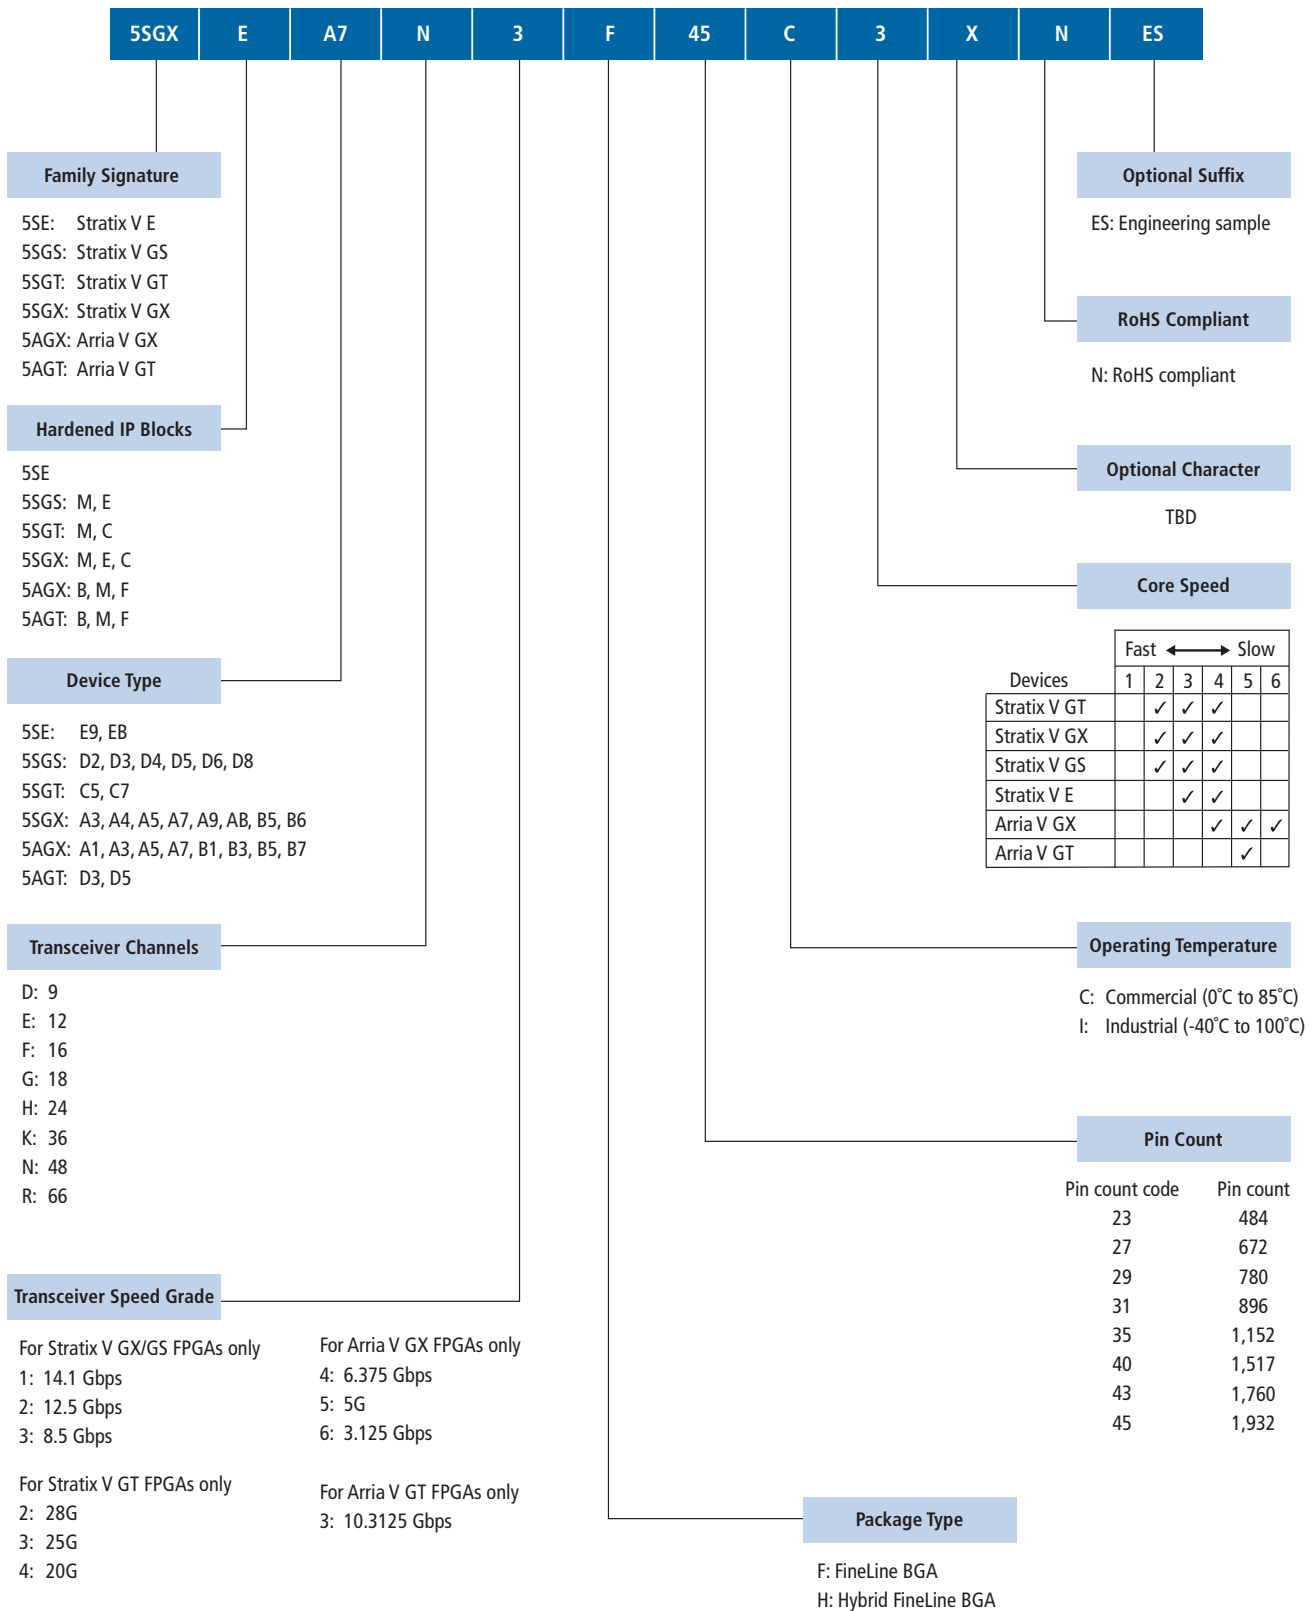 5SGX E A7 N 3 F 45 C 3 X N ES
Family Signature
5SE: Stratix V E
5SGS: Stratix V GS
5SGT: Stratix V GT
5SGX: Stratix V GX
5AGX: Arria V GX
5AGT: Arria V GT
Hardened IP Blocks
5SE
5SGS: M, E
5SGT: M, C
5SGX: M, E, C
5AGX: B, M, F
5AGT: B, M, F
Device Type
5SE: E9, EB
5SGS: D2, D3, D4, D5, D6, D8
5SGT: C5, C7
5SGX: A3, A4, A5, A7, A9, AB, B5, B6
5AGX: A1, A3, A5, A7, B1, B3, B5, B7
5AGT: D3, D5
Transceiver Channels
D: 9
E: 12
F: 16
G: 18
H: 24
K: 36
N: 48
R: 66
Transceiver Speed Grade
For Stratix V GX/GS FPGAs only
1: 14.1 Gbps
2: 12.5 Gbps
3: 8.5 Gbps
For Stratix V GT FPGAs only
2: 28G
3: 25G
4: 20G
For Arria V GX FPGAs only
4: 6.375 Gbps
5: 5G
6: 3.125 Gbps
For Arria V GT FPGAs only
3: 10.3125 Gbps
Optional Suffix
ES: Engineering sample
RoHS Compliant
N: RoHS compliant
Optional Character
TBD
Core Speed
Fast ↔ Slow
Devices 1 2 3 4 5 6
Stratix V GT ✓ ✓ ✓
Stratix V GX ✓ ✓ ✓
Stratix V GS ✓ ✓ ✓
Stratix V E ✓ ✓
Arria V GX ✓ ✓ ✓
Arria V GT ✓
Operating Temperature
C: Commercial (0˚C to 85˚C)
I: Industrial (-40˚C to 100˚C)
Pin Count
Pin count code Pin count
23 484
27 672
29 780
31 896
35 1,152
40 1,517
43 1,760
45 1,932
Package Type
F: FineLine BGA
H: Hybrid FineLine BGA